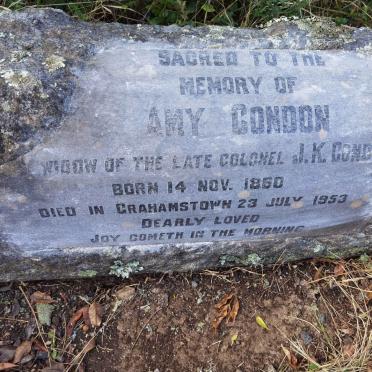 SACRED TO THE
MEMORY OF
AMY CONDON
WIDOW OF THE LATE COLONEL J.K. COND
BORN 14 NOV. 1860
DIED IN GRAHAMSTOWN 23 JULY 1953
DEARLY LOVED
JOY COMETH IN THE MORNING